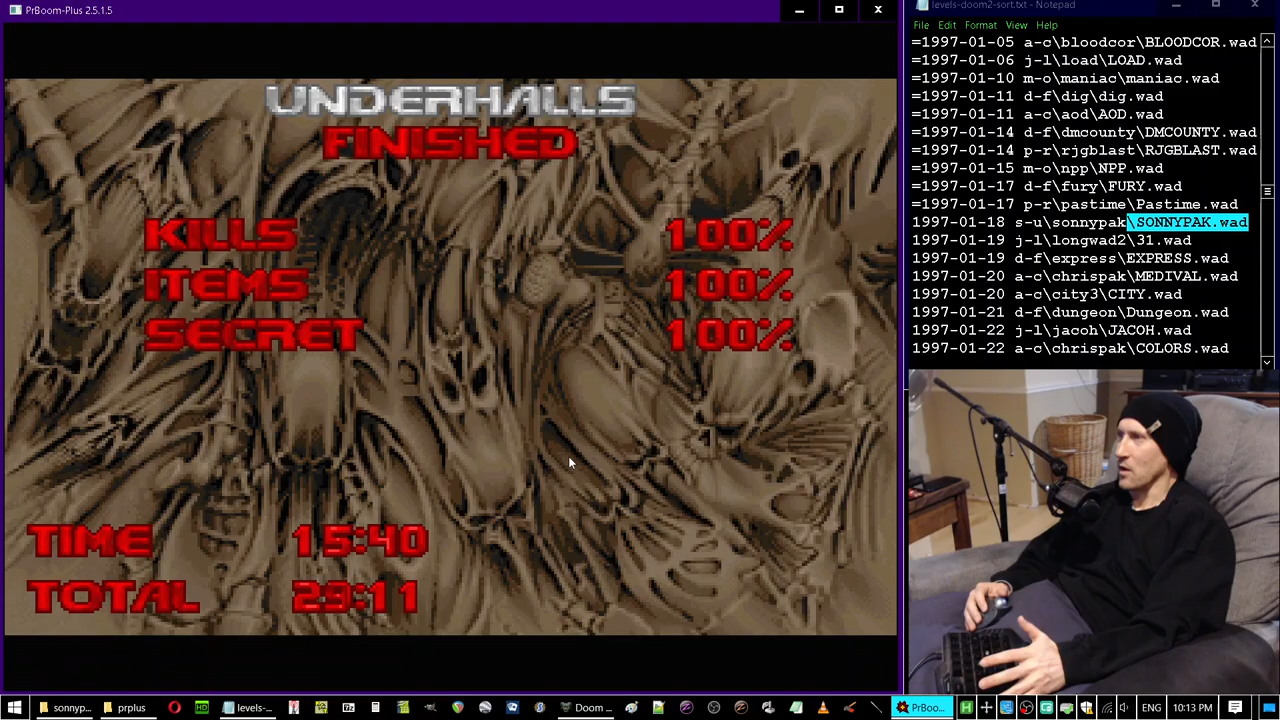 PrBoom-Plus 2.5.1.5
UNDERHALLS
FINISHED
KILLS 100%
ITEMS 100%
SECRET 100%
TIME 15:40
TOTAL 29:11
levels-doom2-sort.txt - Notepad
File Edit Format View Help
=1997-01-05 a-c\bloodcor\BLOODCOR.wad
=1997-01-06 j-l\load\LOAD.wad
=1997-01-10 m-o\maniac\maniac.wad
=1997-01-11 d-f\dig\dig.wad
=1997-01-11 a-c\aod\AOD.wad
=1997-01-14 d-f\dmcounty\DMCOUNTY.wad
=1997-01-14 p-r\rjgblast\RJGBLAST.wad
=1997-01-15 m-o\npp\NPP.wad
=1997-01-17 d-f\fury\FURY.wad
=1997-01-17 p-r\pastime\Pastime.wad
1997-01-18 s-u\sonnypak\SONNYPAK.wad
1997-01-19 j-l\longwad2\31.wad
1997-01-19 d-f\express\EXPRESS.wad
1997-01-20 a-c\chrispak\MEDIVAL.wad
1997-01-20 a-c\city3\CITY.wad
1997-01-21 d-f\dungeon\Dungeon.wad
1997-01-22 j-l\jacoh\JACOH.wad
1997-01-22 a-c\chrispak\COLORS.wad
sonnyp... prplus levels-... Doom ... PrBoo... ENG 10:13 PM